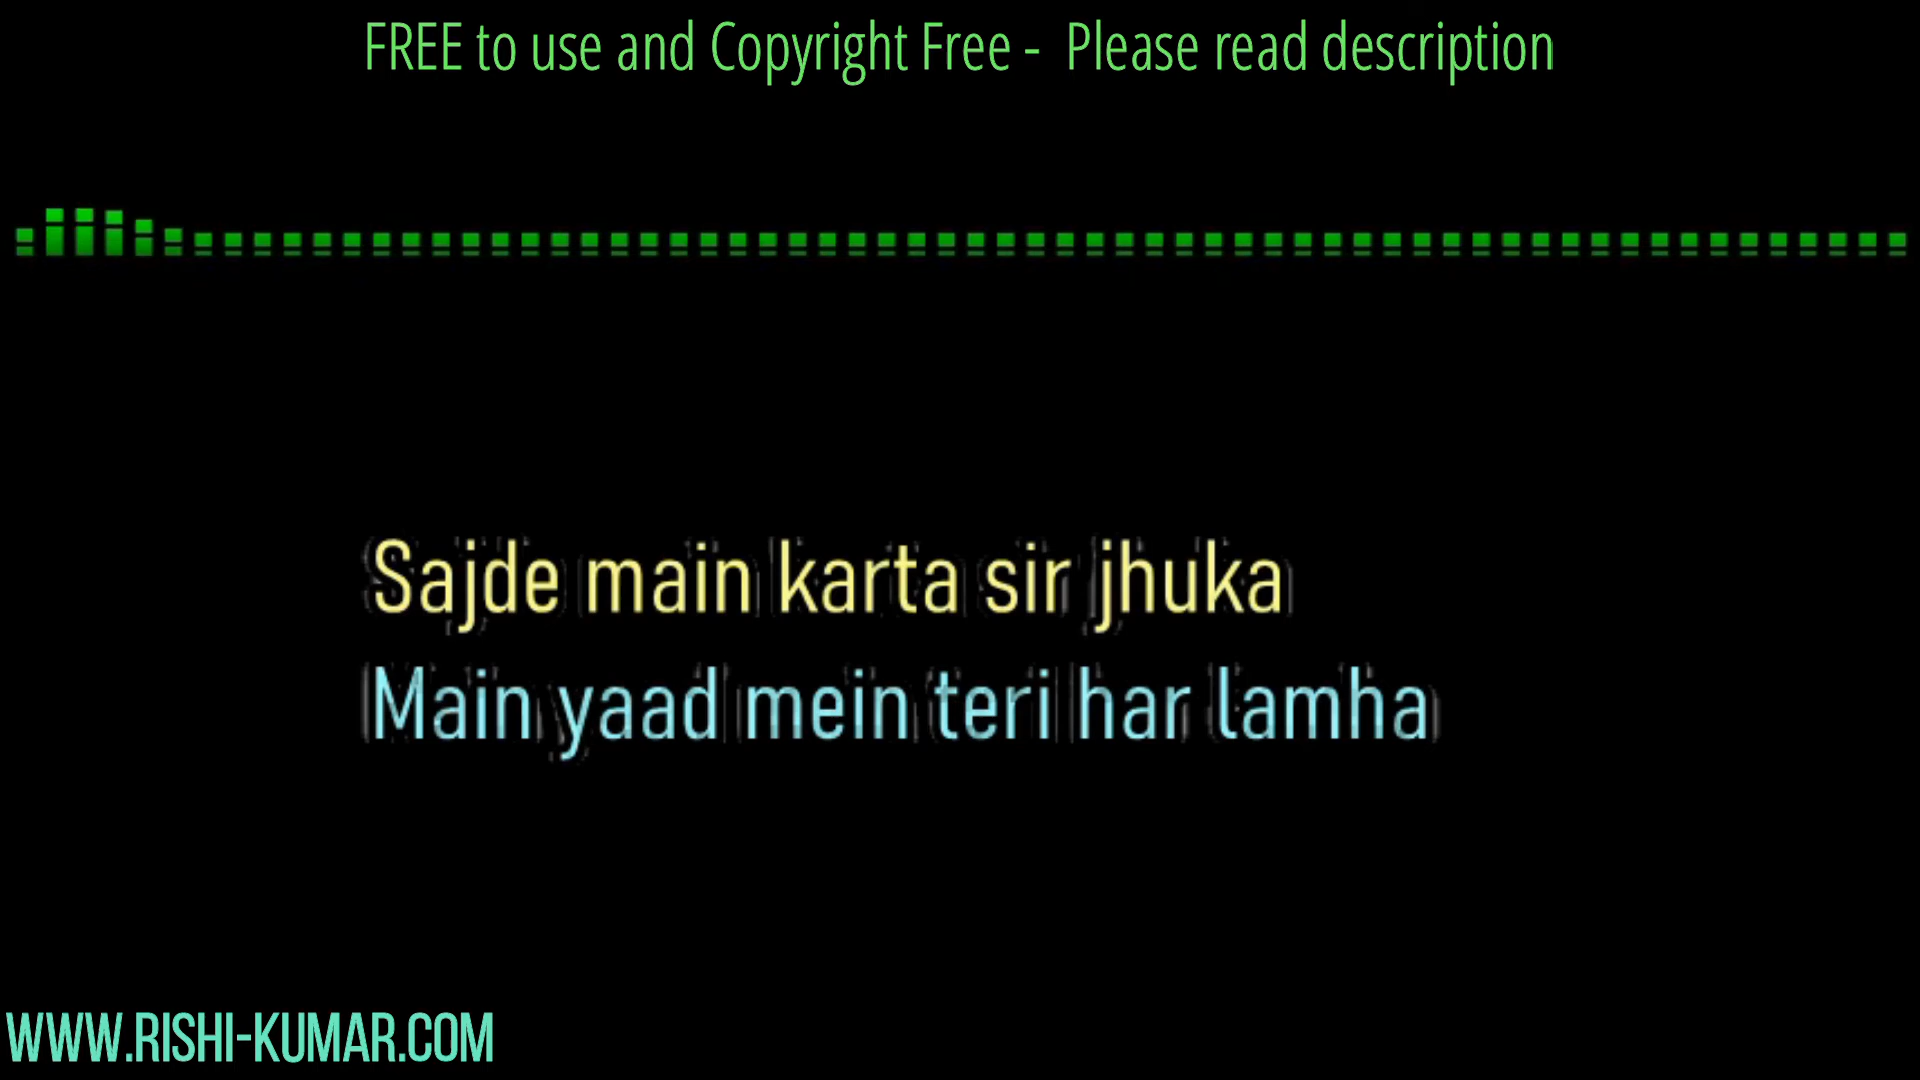 FREE to use and Copyright Free - Please read description
Sajde main karta sir jhuka
Main yaad mein teri har lamha
WWW.RISHI-KUMAR.COM